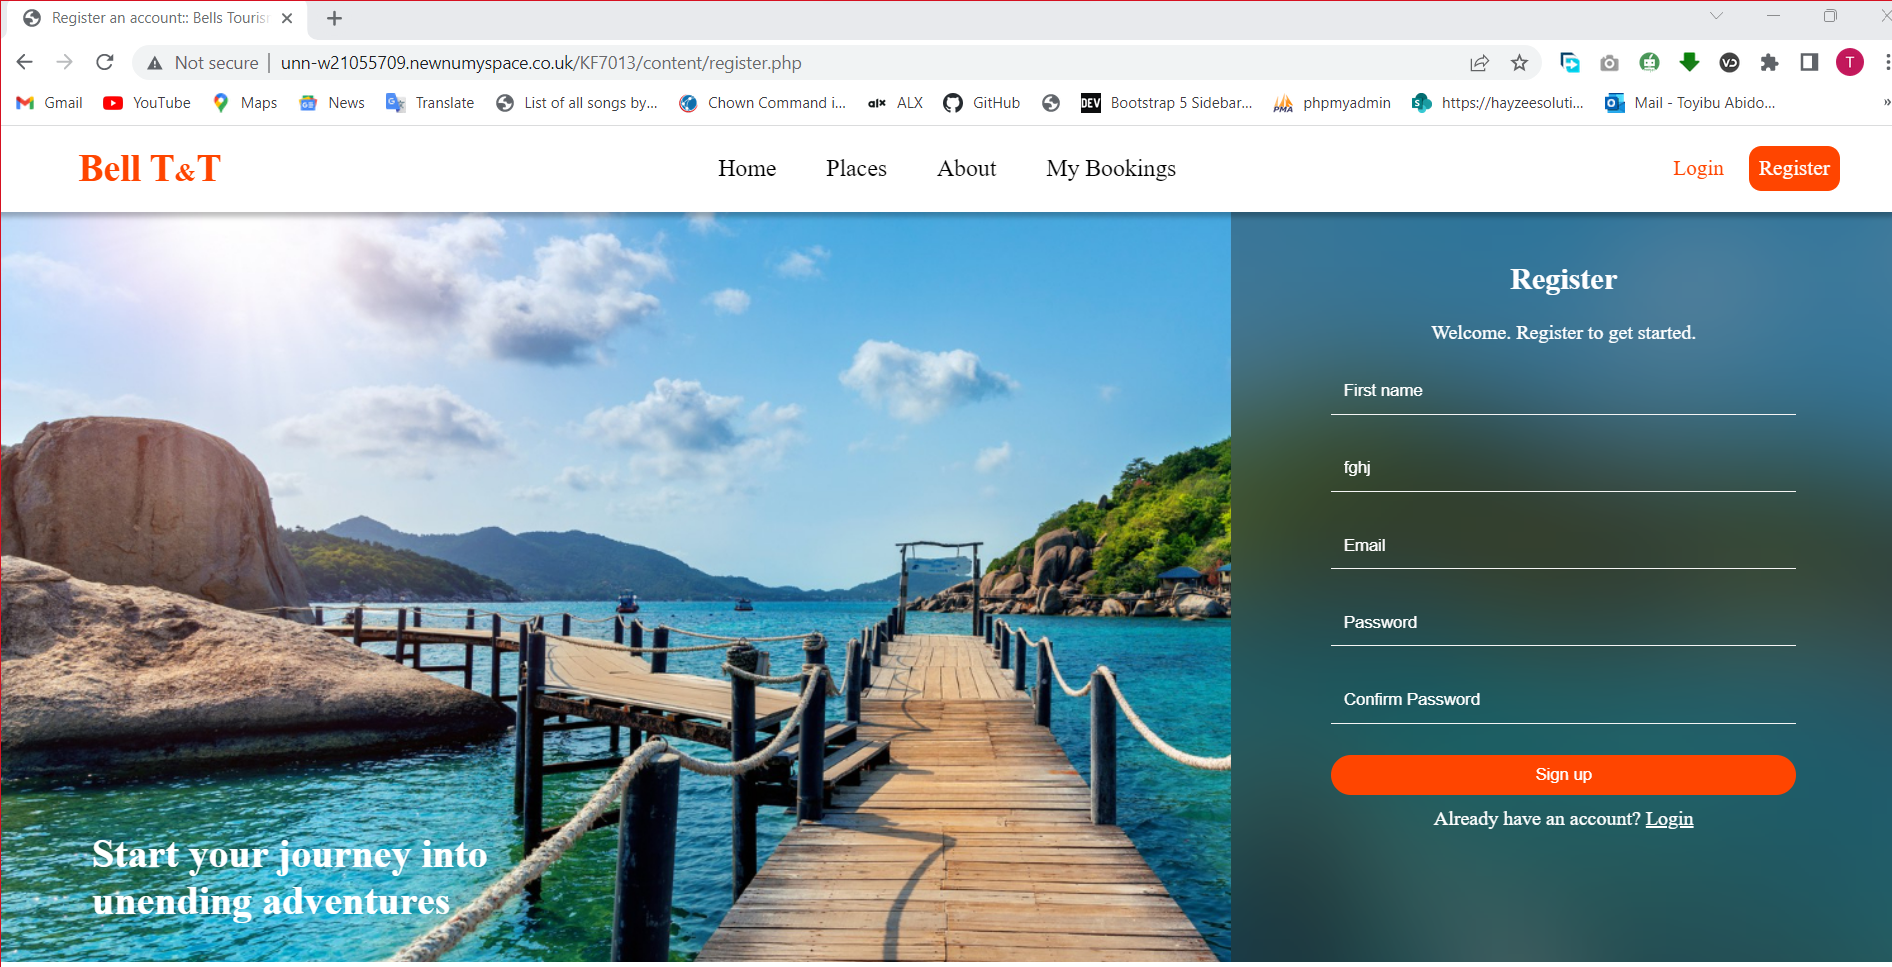 Register an account:: Bells Touris
Not secure | unn-w21055709.newnumyspace.co.uk/KF7013/content/register.php
T
Gmail YouTube Maps News Translate List of all songs by... Chown Command i... alx ALX GitHub DEV Bootstrap 5 Sidebar... PMA phpmyadmin https://hayzeesoluti... Mail - Toyibu Abido... »
Bell T&T
Home Places About My Bookings
Login Register
Register
Welcome. Register to get started.
First name
fghj
Email
Password
Confirm Password
Sign up
Already have an account? Login
Start your journey into
unending adventures